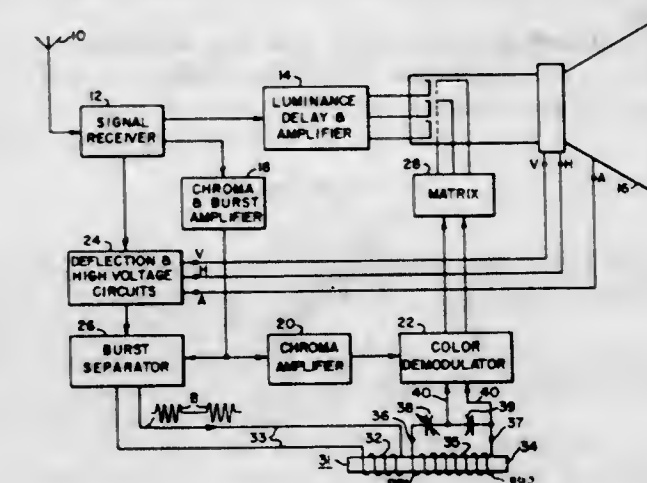 10
12
SIGNAL
RECEIVER
14
LUMINANCE
DELAY &
AMPLIFIER
18
CHROMA
& BURST
AMPLIFIER
28
MATRIX
V
H
A
16
24
DEFLECTION &
HIGH VOLTAGE
CIRCUITS
V
H
A
26
BURST
SEPARATOR
20
CHROMA
AMPLIFIER
22
COLOR
DEMODULATOR
B
33
40
40
38
39
36
37
31
32
35
34